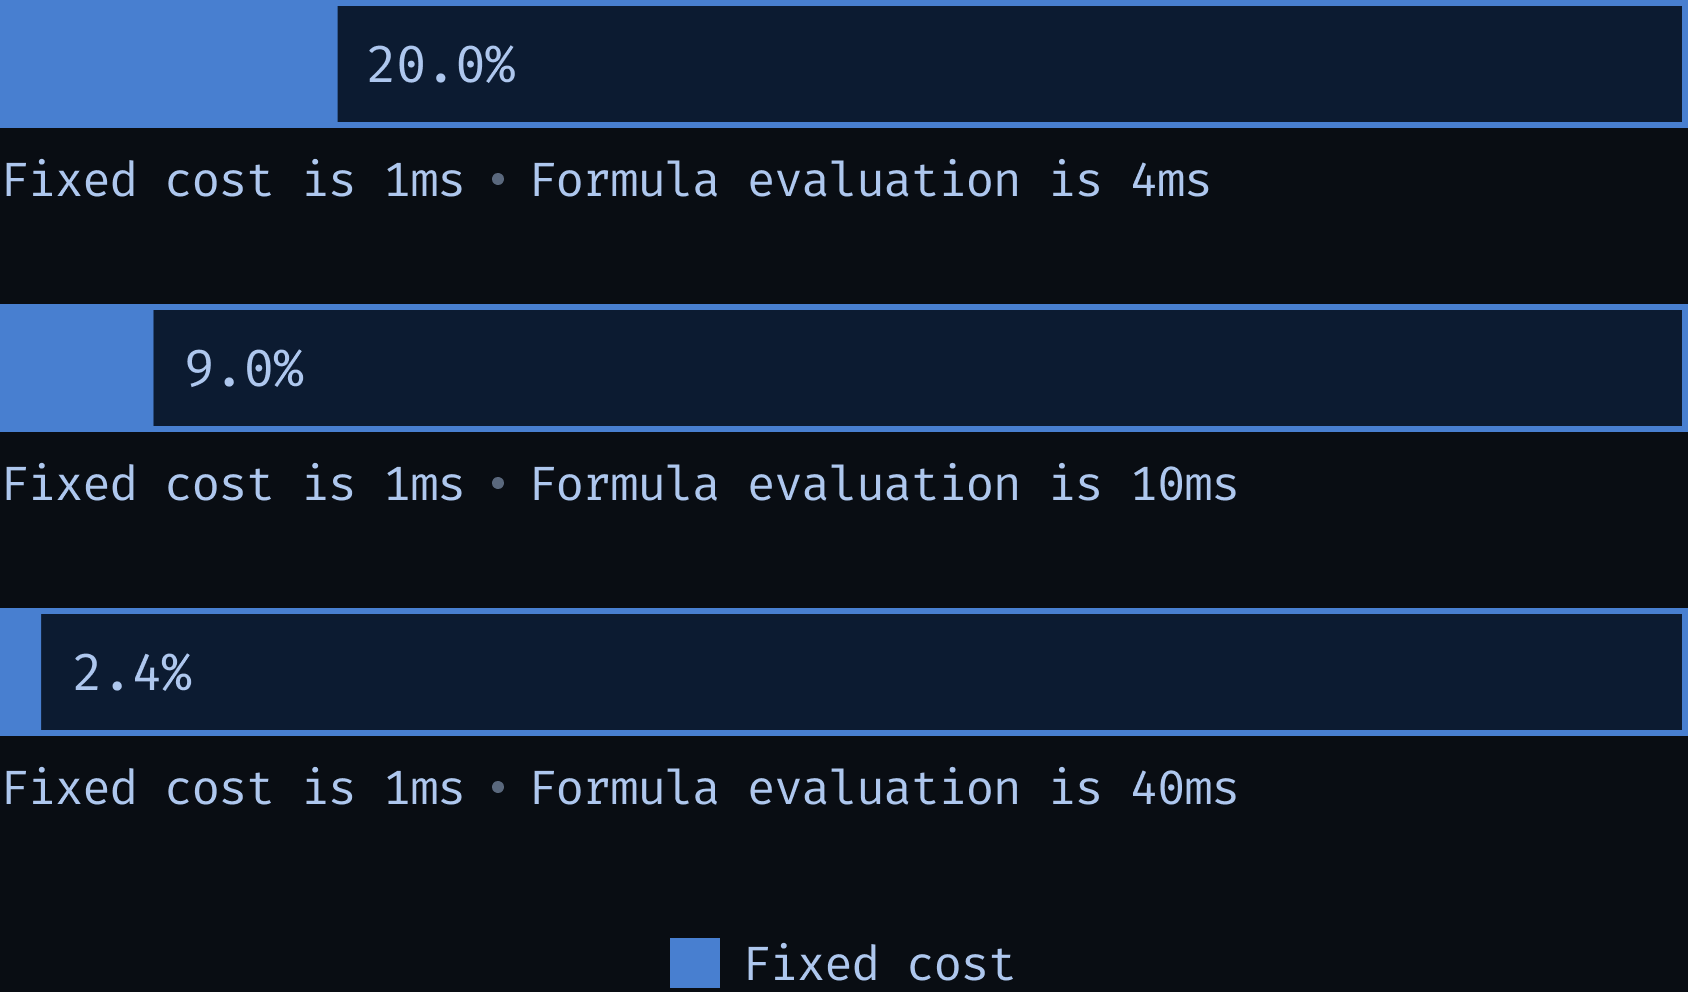 20.0%
Fixed cost is 1ms • Formula evaluation is 4ms
9.0%
Fixed cost is 1ms • Formula evaluation is 10ms
2.4%
Fixed cost is 1ms • Formula evaluation is 40ms
Fixed cost